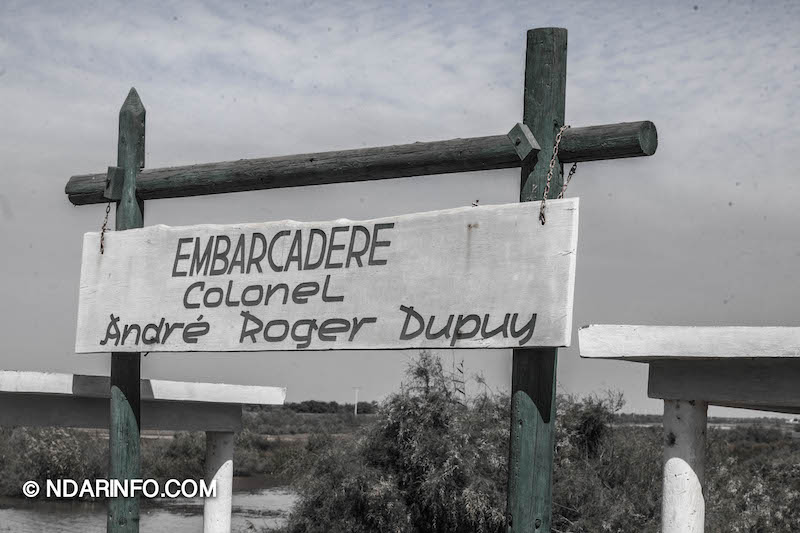 EMBARCADERE
Colonel
André Roger Dupuy
© NDARINFO.COM